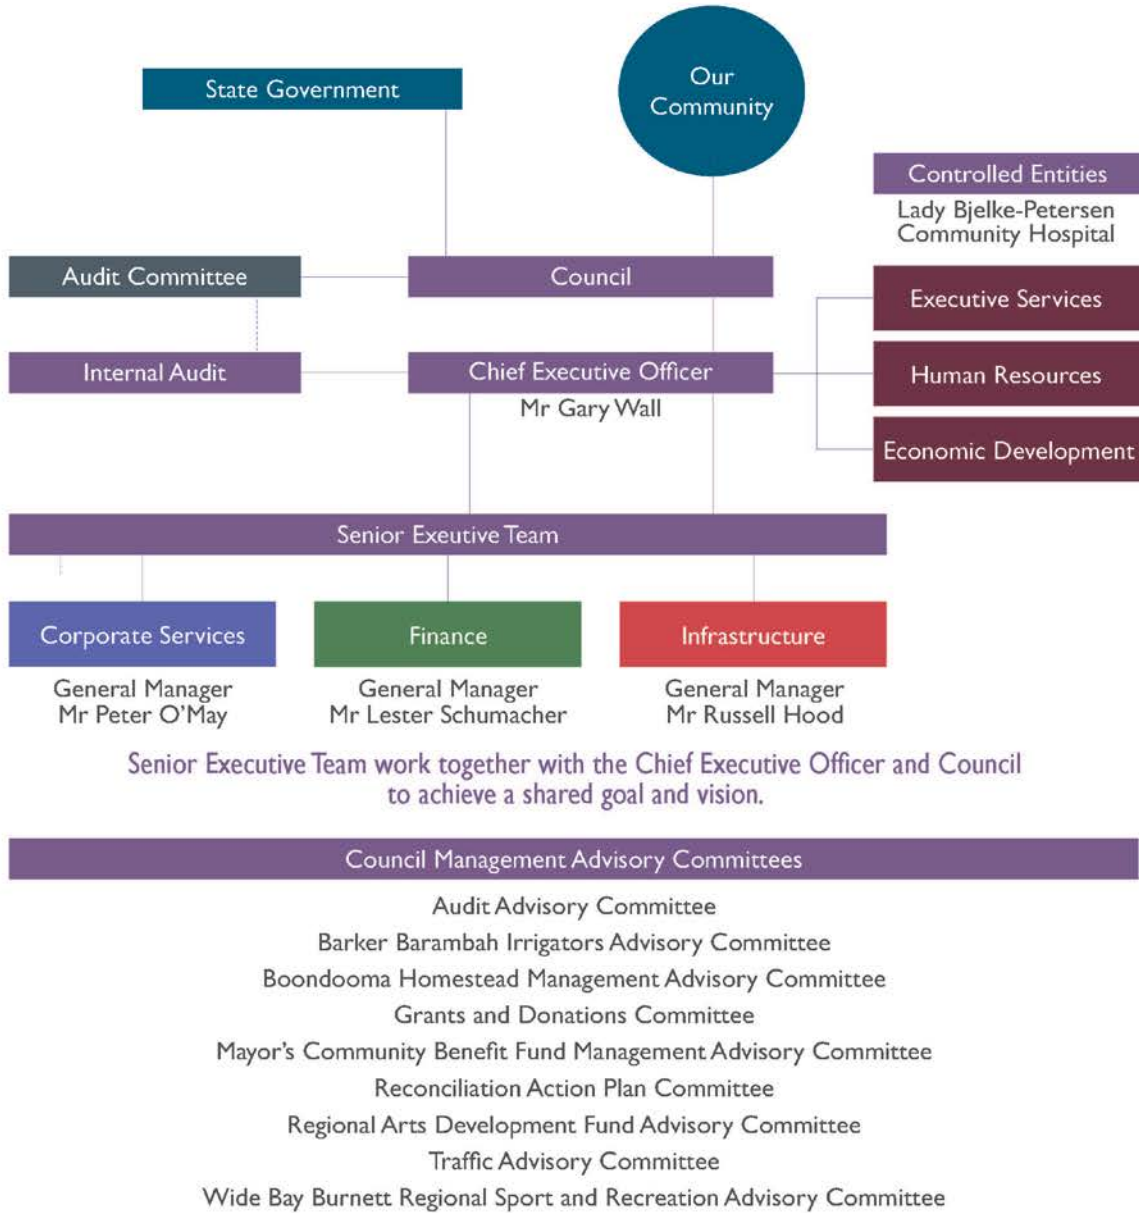 State Government
Our
Community
Controlled Entities
Lady Bjelke-Petersen
Community Hospital
Audit Committee
Council
Executive Services
Internal Audit
Chief Executive Officer
Mr Gary Wall
Human Resources
Economic Development
Senior Exeutive Team
Corporate Services
Finance
Infrastructure
General Manager
Mr Peter O'May
General Manager
Mr Lester Schumacher
General Manager
Mr Russell Hood
Senior Executive Team work together with the Chief Executive Officer and Council
to achieve a shared goal and vision.
Council Management Advisory Committees
Audit Advisory Committee
Barker Barambah Irrigators Advisory Committee
Boondooma Homestead Management Advisory Committee
Grants and Donations Committee
Mayor's Community Benefit Fund Management Advisory Committee
Reconciliation Action Plan Committee
Regional Arts Development Fund Advisory Committee
Traffic Advisory Committee
Wide Bay Burnett Regional Sport and Recreation Advisory Committee